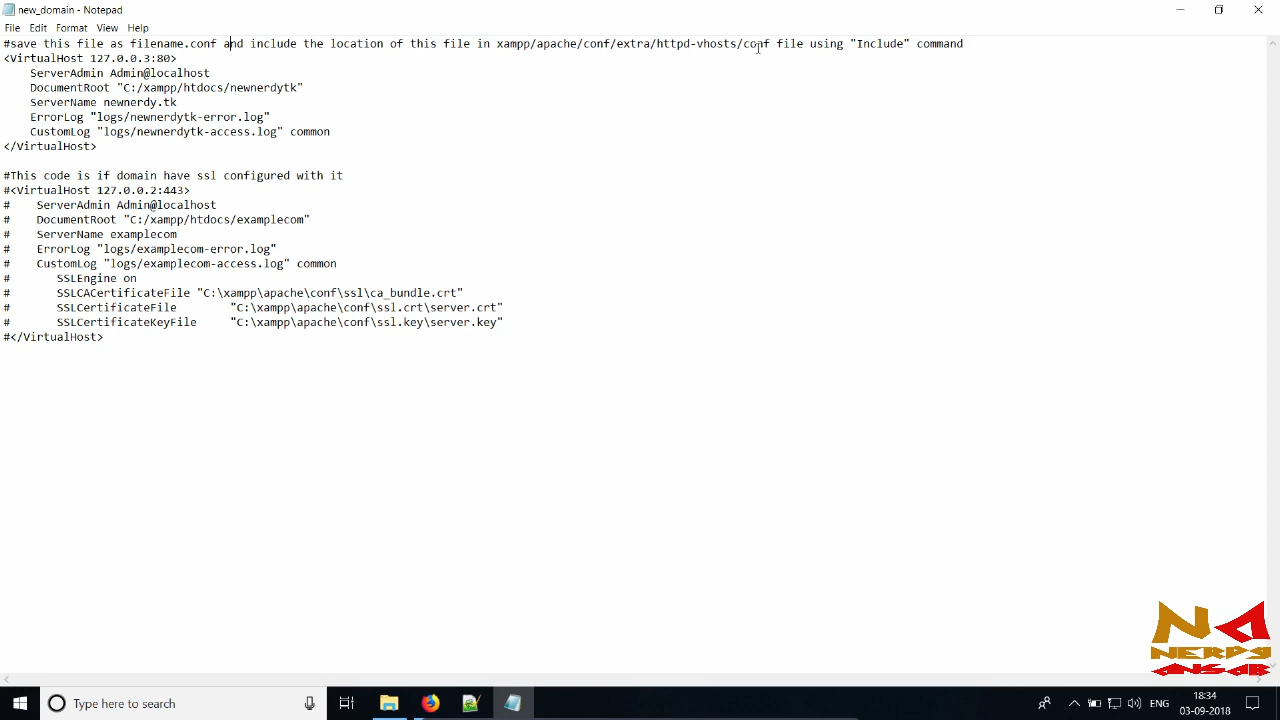 new_domain - Notepad
File Edit Format View Help
#save this file as filename.conf and include the location of this file in xampp/apache/conf/extra/httpd-vhosts/conf file using "Include" command
<VirtualHost 127.0.0.3:80>
    ServerAdmin Admin@localhost
    DocumentRoot "C:/xampp/htdocs/newnerdytk"
    ServerName newnerdy.tk
    ErrorLog "logs/newnerdytk-error.log"
    CustomLog "logs/newnerdytk-access.log" common
</VirtualHost>
#This code is if domain have ssl configured with it
#<VirtualHost 127.0.0.2:443>
#    ServerAdmin Admin@localhost
#    DocumentRoot "C:/xampp/htdocs/examplecom"
#    ServerName examplecom
#    ErrorLog "logs/examplecom-error.log"
#    CustomLog "logs/examplecom-access.log" common
#       SSLEngine on
#       SSLCACertificateFile "C:\xampp\apache\conf\ssl\ca_bundle.crt"
#       SSLCertificateFile        "C:\xampp\apache\conf\ssl.crt\server.crt"
#       SSLCertificateKeyFile     "C:\xampp\apache\conf\ssl.key\server.key"
#</VirtualHost>
NA
NERDS
ANSAB
Type here to search
ENG
18:34
03-09-2018